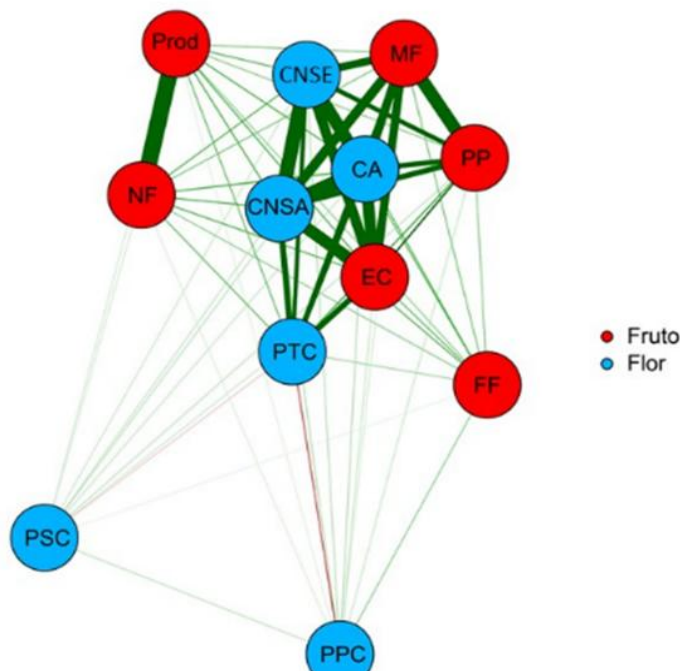 Prod
MF
CNSE
PP
CA
NF
CNSA
EC
PTC
FF
Fruto
Flor
PSC
PPC